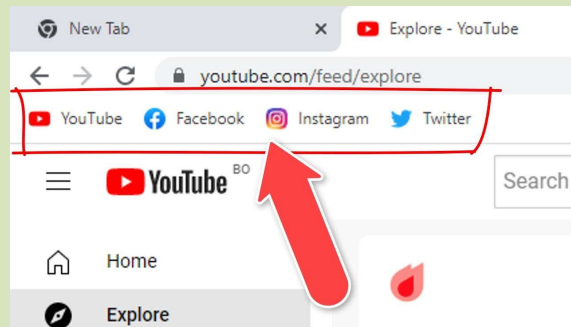 New Tab
Explore - YouTube
youtube.com/feed/explore
YouTube Facebook Instagram Twitter
YouTube BO
Search
Home
Explore